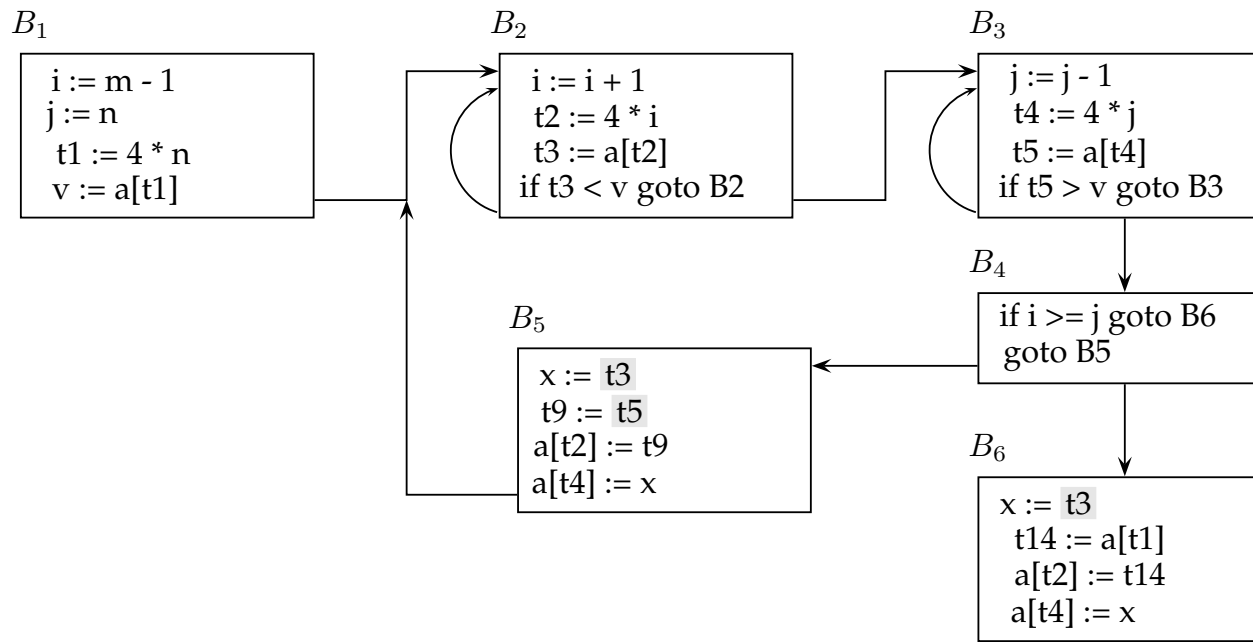 B1
i := m - 1
j := n
t1 := 4 * n
v := a[t1]
B2
i := i + 1
t2 := 4 * i
t3 := a[t2]
if t3 < v goto B2
B3
j := j - 1
t4 := 4 * j
t5 := a[t4]
if t5 > v goto B3
B4
if i >= j goto B6
goto B5
B5
x := t3
t9 := t5
a[t2] := t9
a[t4] := x
B6
x := t3
t14 := a[t1]
a[t2] := t14
a[t4] := x